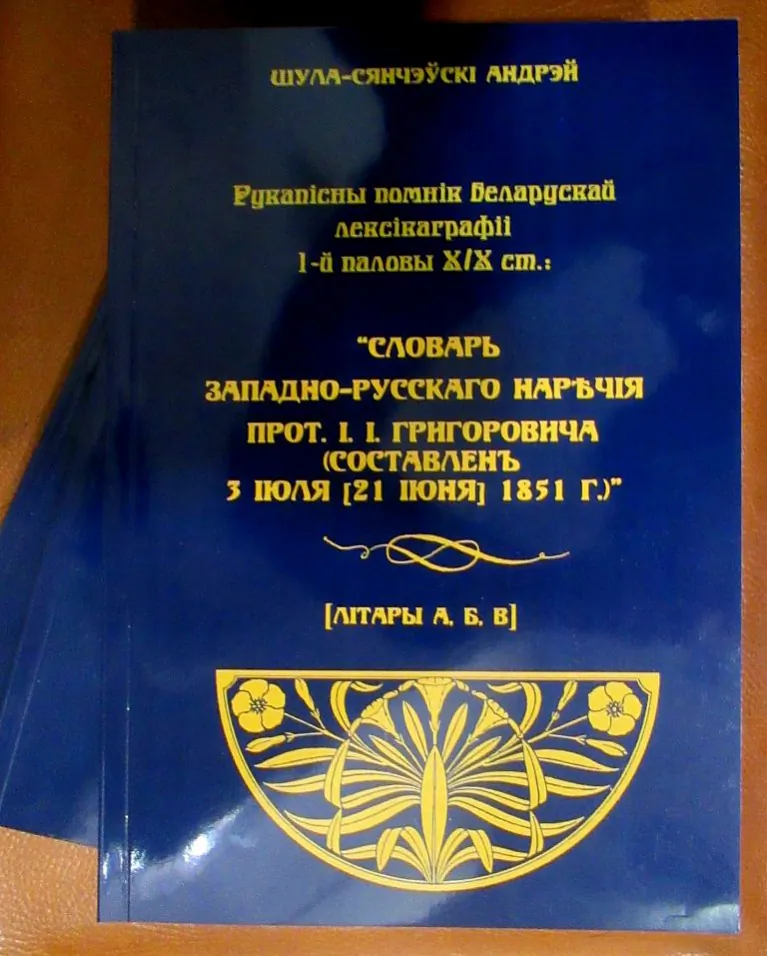 ШУЛА-СЯНЧЭЎСКІ АНДРЭЙ
Рукапісны помнік беларускай
лексікаграфіі
1-й паловы X/X ст.:
"СЛОВАРЬ
ЗАПАДНО-РУССКАГО НАРѢЧІЯ
ПРОТ. І. І. ГРИГОРОВИЧА
(СОСТАВЛЕНЪ
3 ІЮЛЯ [21 ІЮНЯ] 1851 Г.)"
[ЛІТАРЫ А, Б, В]